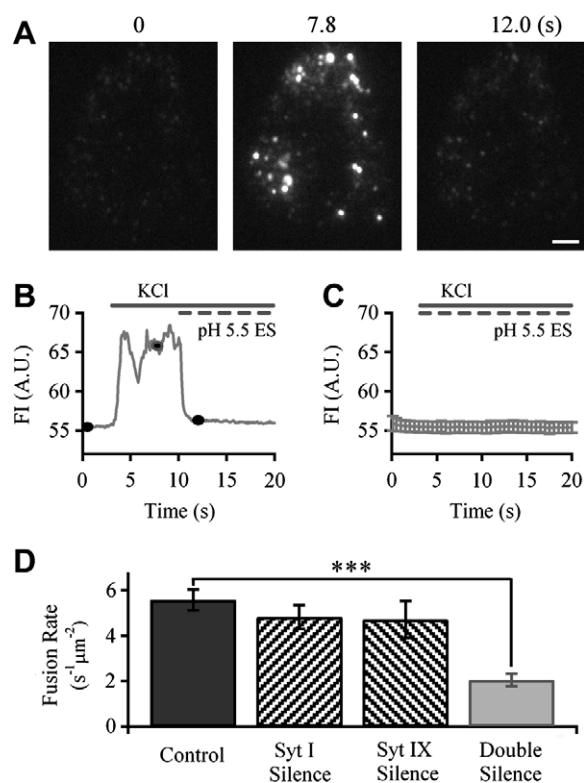 A
0 7.8 12.0 (s)
B
KCl
pH 5.5 ES
70
65
60
55
FI (A.U.)
0 5 10 15 20
Time (s)
C
KCl
pH 5.5 ES
70
65
60
55
FI (A.U.)
0 5 10 15 20
Time (s)
D
***
6
4
2
0
Fusion Rate
(s⁻¹μm⁻²)
Control Syt I Syt IX Double
Silence Silence Silence